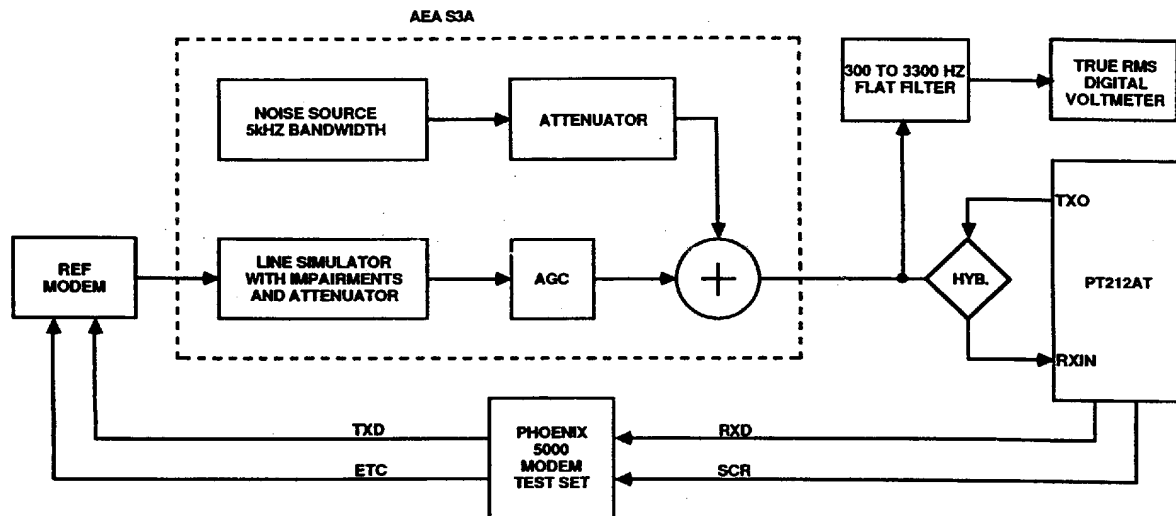 AEA S3A
NOISE SOURCE
5kHZ BANDWIDTH
ATTENUATOR
300 TO 3300 HZ
FLAT FILTER
TRUE RMS
DIGITAL
VOLTMETER
REF
MODEM
LINE SIMULATOR
WITH IMPAIRMENTS
AND ATTENUATOR
AGC
+
HYB.
TXO
PT212AT
RXIN
TXD
ETC
PHOENIX
5000
MODEM
TEST SET
RXD
SCR